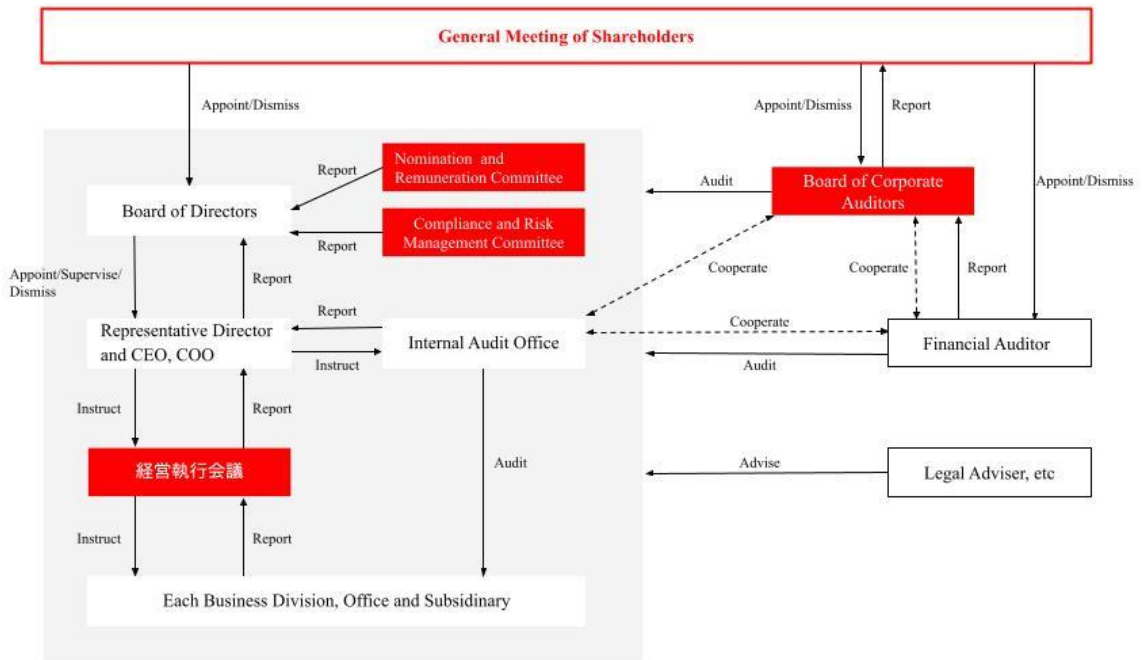 General Meeting of Shareholders
Appoint/Dismiss
Appoint/Dismiss
Report
Appoint/Dismiss
Nomination and
Remuneration Committee
Report
Board of Directors
Compliance and Risk
Management Committee
Report
Audit
Board of Corporate
Auditors
Appoint/Supervise/
Dismiss
Report
Cooperate
Cooperate
Report
Representative Director
and CEO, COO
Report
Instruct
Internal Audit Office
Cooperate
Audit
Financial Auditor
Instruct
Report
経営執行会議
Audit
Advise
Legal Adviser, etc
Instruct
Report
Each Business Division, Office and Subsidinary